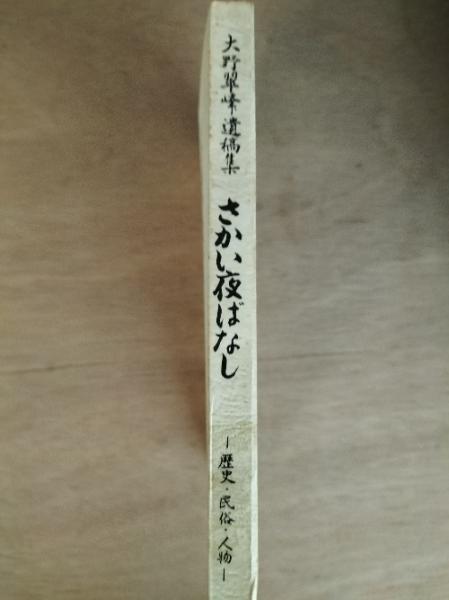 大野翠峰遺稿集
さかい夜ばなし
ー歴史・民俗・人物ー